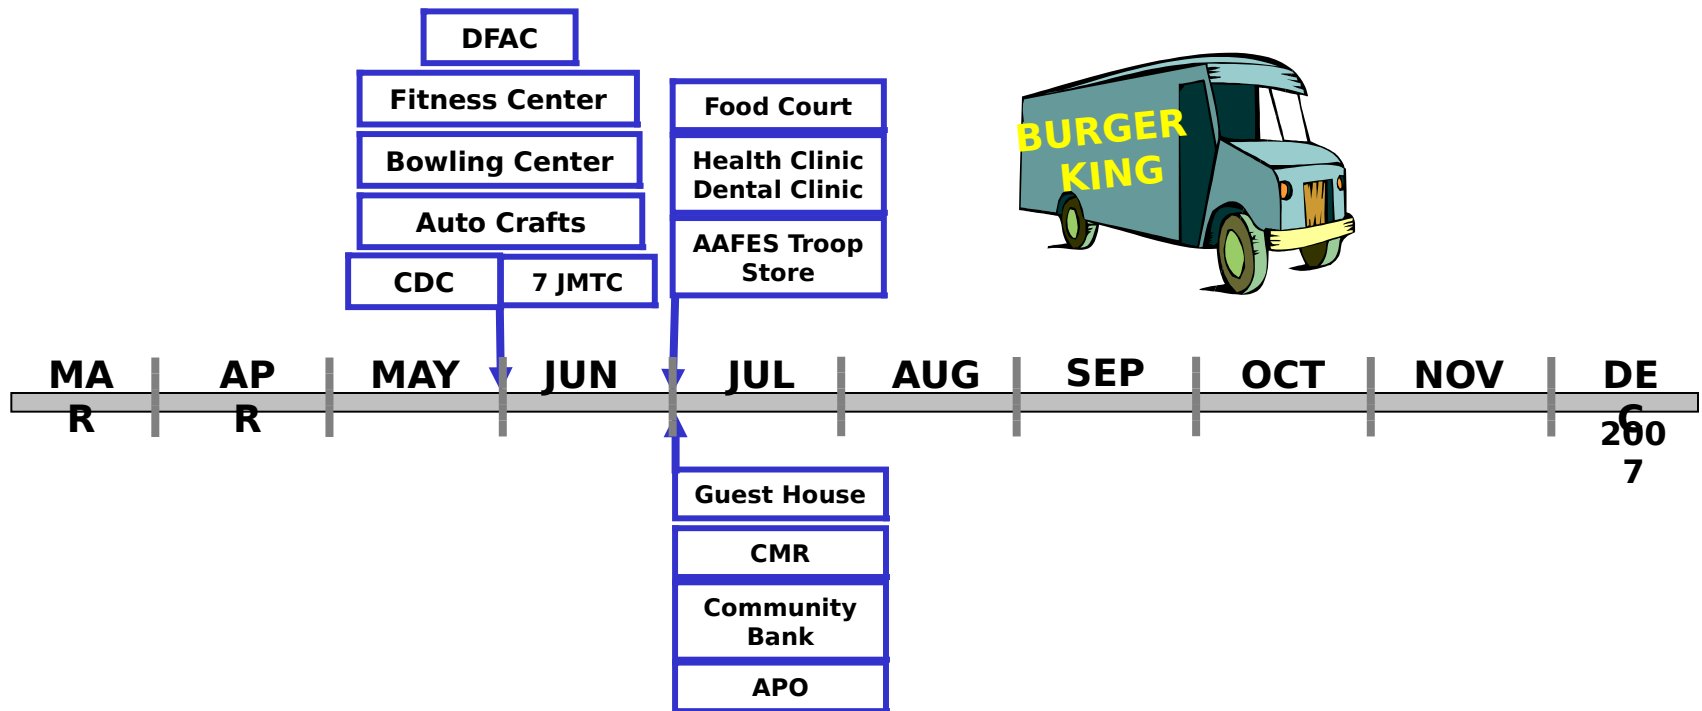 DFAC
Fitness Center
Bowling Center
Auto Crafts
CDC
7 JMTC
Food Court
Health Clinic
Dental Clinic
AAFES Troop
Store
BURGER
KING
MA
R
AP
R
MAY
JUN
JUL
AUG
SEP
OCT
NOV
DE
C
200
7
Guest House
CMR
Community
Bank
APO